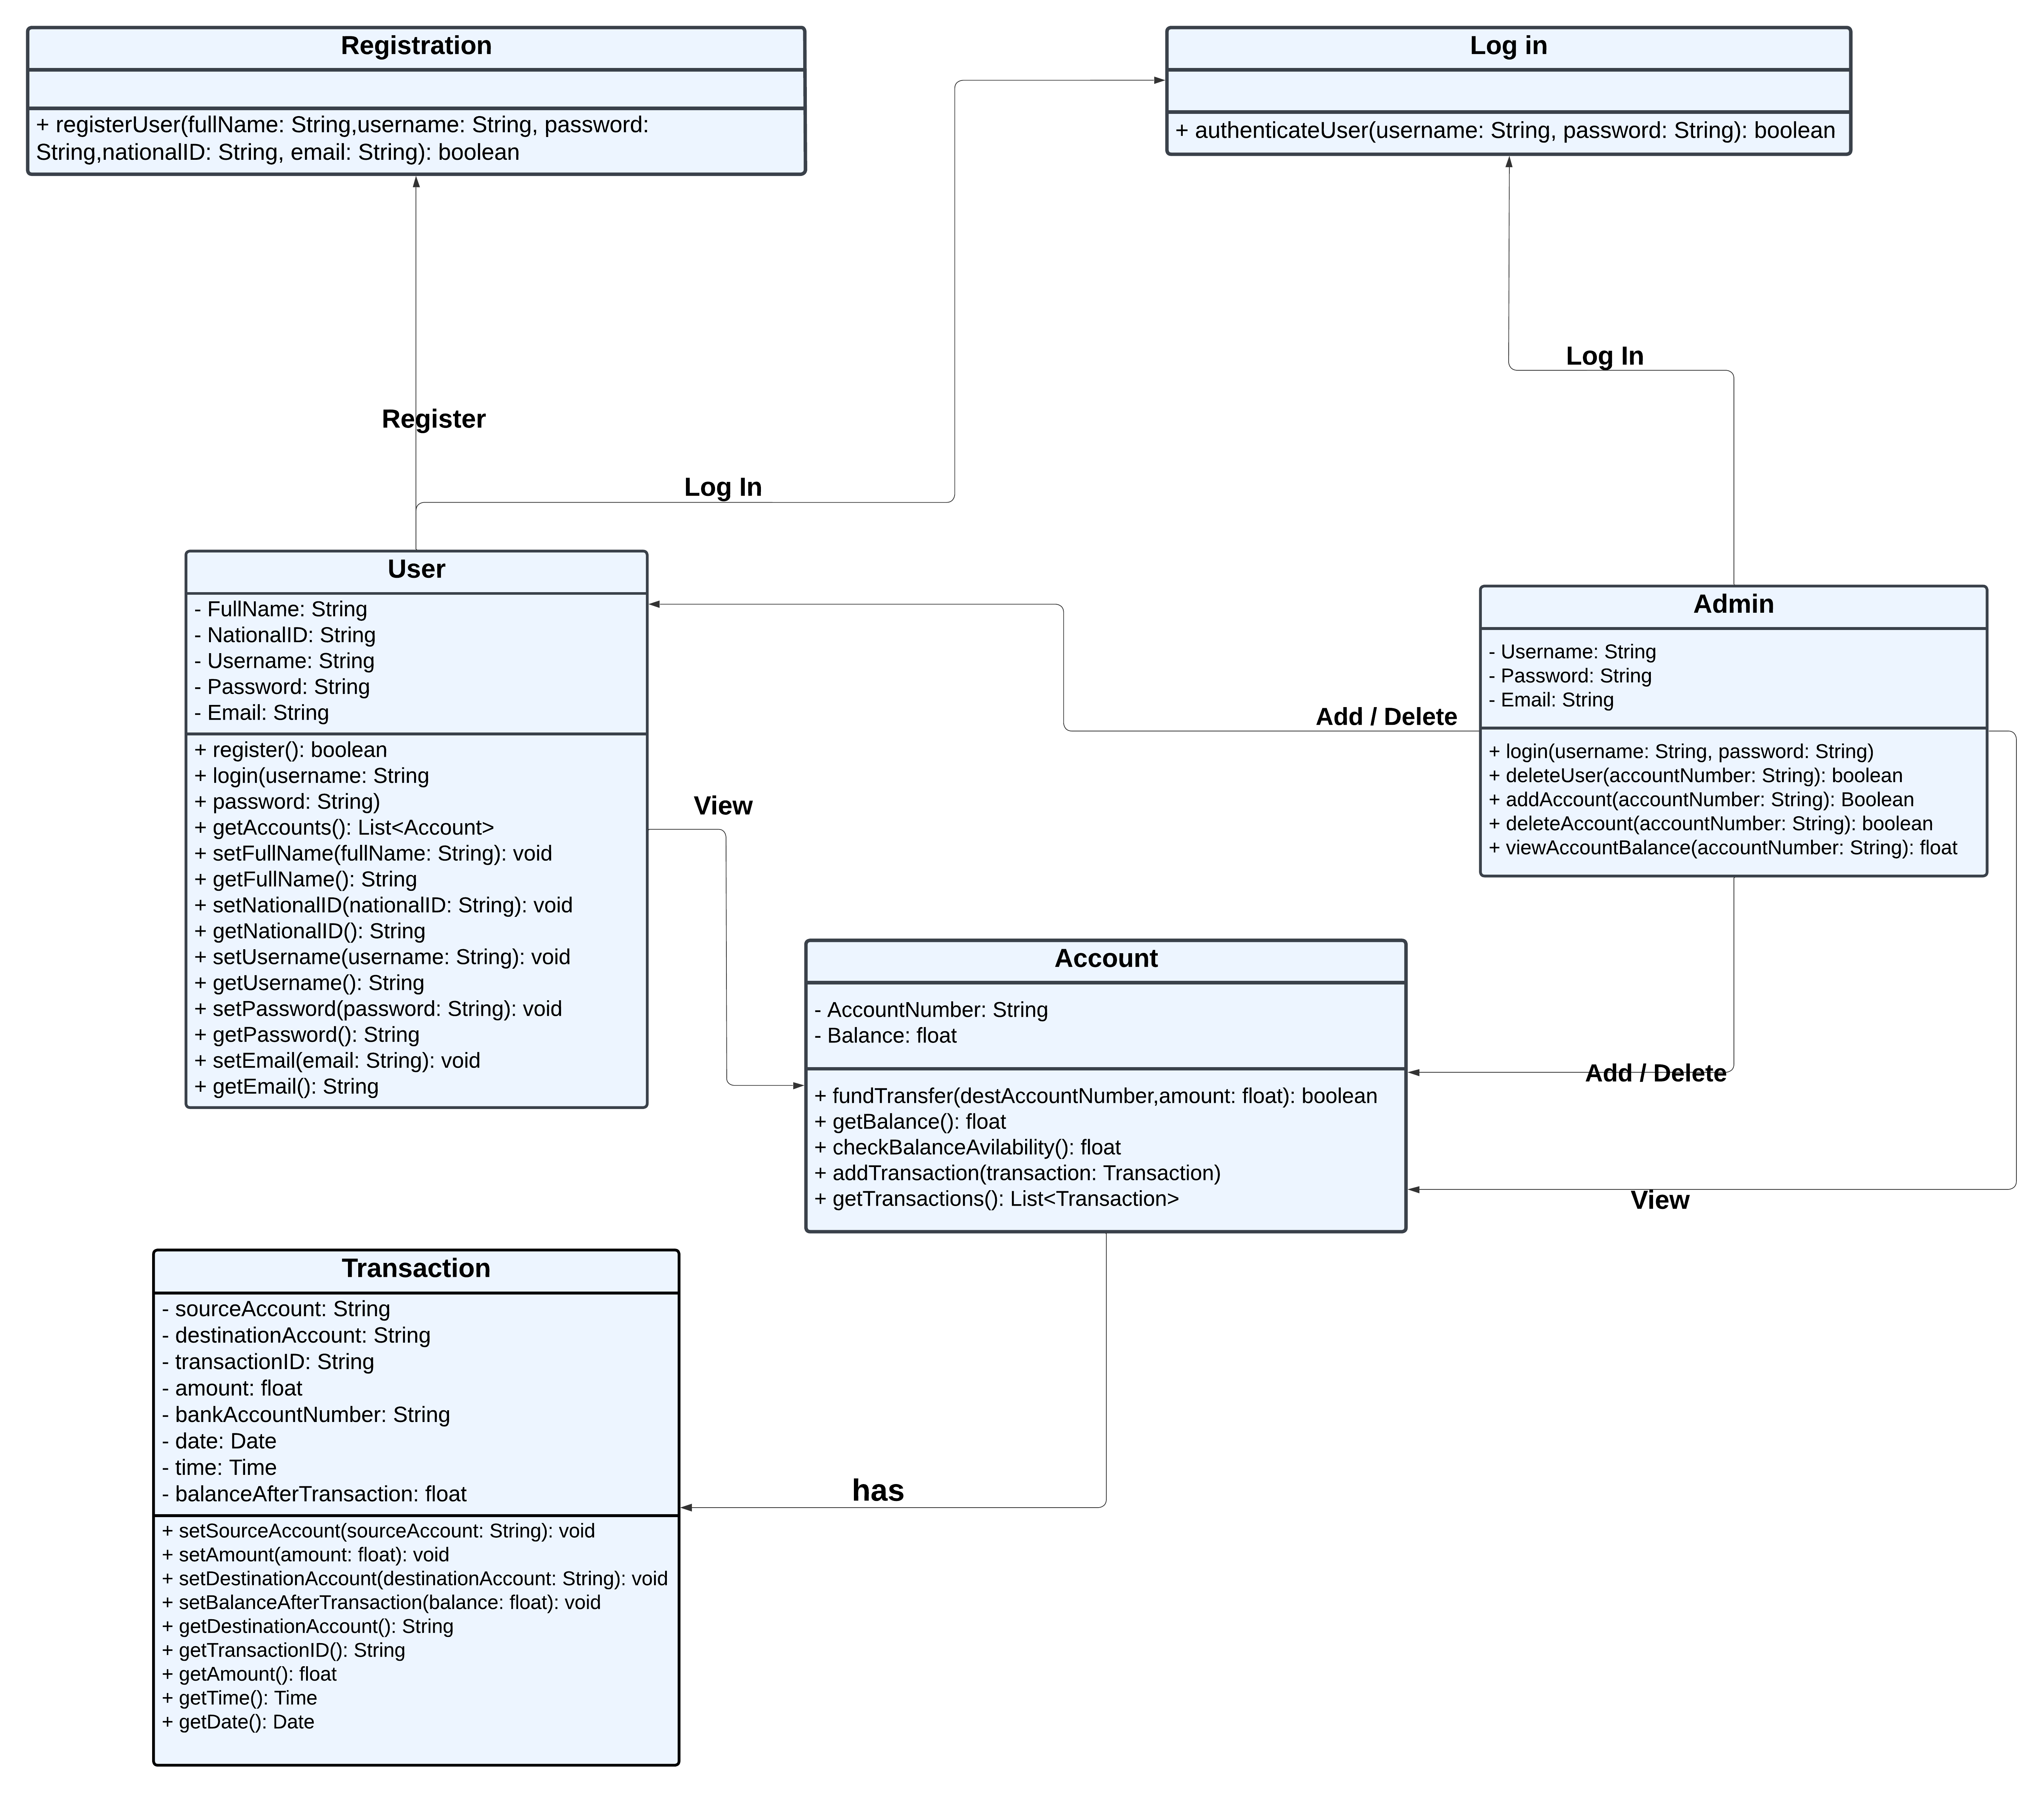 Registration
+ registerUser(fullName: String,username: String, password:
String,nationalID: String, email: String): boolean
Log in
+ authenticateUser(username: String, password: String): boolean
Log In
Register
Log In
User
- FullName: String
- NationalID: String
- Username: String
- Password: String
- Email: String
+ register(): boolean
+ login(username: String
+ password: String)
+ getAccounts(): List<Account>
+ setFullName(fullName: String): void
+ getFullName(): String
+ setNationalID(nationalID: String): void
+ getNationalID(): String
+ setUsername(username: String): void
+ getUsername(): String
+ setPassword(password: String): void
+ getPassword(): String
+ setEmail(email: String): void
+ getEmail(): String
Admin
- Username: String
- Password: String
- Email: String
+ login(username: String, password: String)
+ deleteUser(accountNumber: String): boolean
+ addAccount(accountNumber: String): Boolean
+ deleteAccount(accountNumber: String): boolean
+ viewAccountBalance(accountNumber: String): float
Add / Delete
View
Account
- AccountNumber: String
- Balance: float
+ fundTransfer(destAccountNumber,amount: float): boolean
+ getBalance(): float
+ checkBalanceAvilability(): float
+ addTransaction(transaction: Transaction)
+ getTransactions(): List<Transaction>
Add / Delete
View
Transaction
- sourceAccount: String
- destinationAccount: String
- transactionID: String
- amount: float
- bankAccountNumber: String
- date: Date
- time: Time
- balanceAfterTransaction: float
+ setSourceAccount(sourceAccount: String): void
+ setAmount(amount: float): void
+ setDestinationAccount(destinationAccount: String): void
+ setBalanceAfterTransaction(balance: float): void
+ getDestinationAccount(): String
+ getTransactionID(): String
+ getAmount(): float
+ getTime(): Time
+ getDate(): Date
has